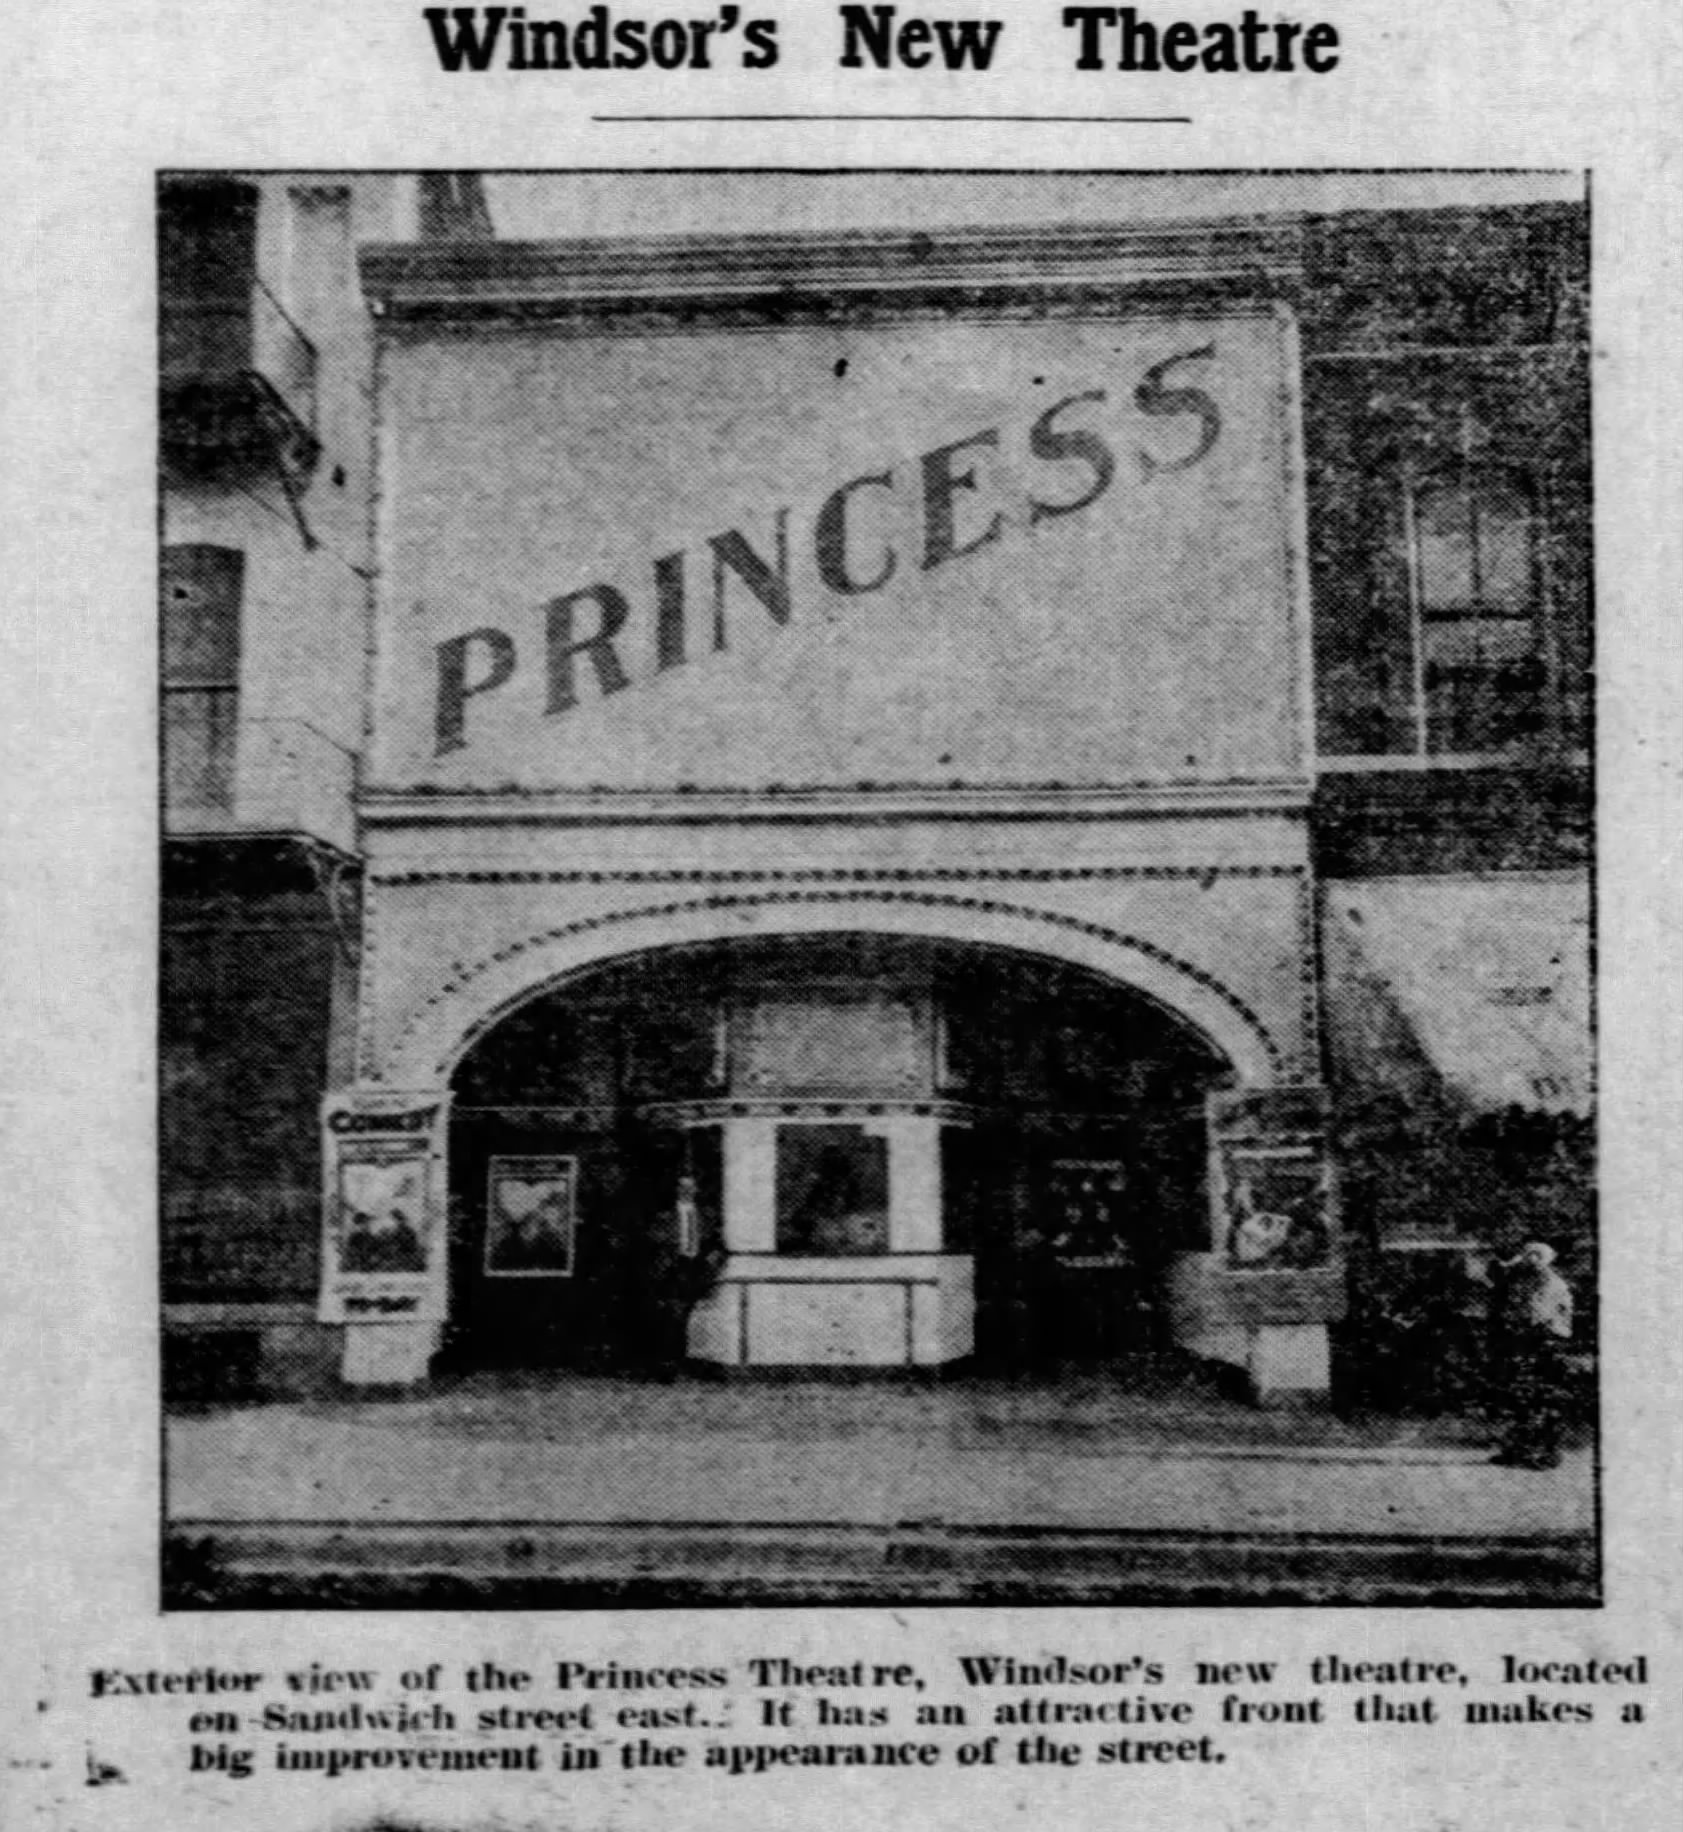 Windsor's New Theatre
PRINCESS
COMEDY
TO-DAY
Exterior view of the Princess Theatre, Windsor's new theatre, located
on Sandwich street east. It has an attractive front that makes a
big improvement in the appearance of the street.